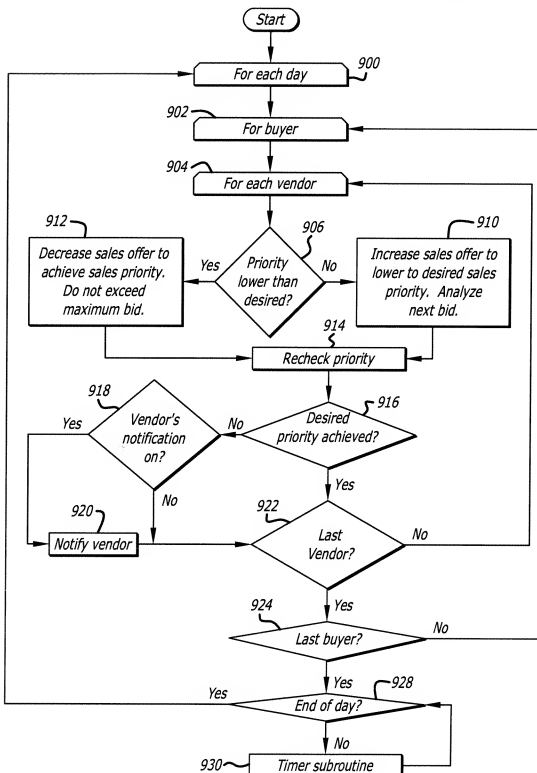 Start
For each day
900
902
For buyer
904
For each vendor
912
906
910
Decrease sales offer to
achieve sales priority.
Do not exceed
maximum bid.
Yes
Priority
lower than
desired?
No
Increase sales offer to
lower to desired sales
priority. Analyze
next bid.
914
Recheck priority
918
916
Yes
Vendor's
notification
on?
No
Desired
priority achieved?
No
Yes
920
Notify vendor
922
Last
Vendor?
No
Yes
924
Last buyer?
No
Yes
928
Yes
End of day?
No
930
Timer subroutine